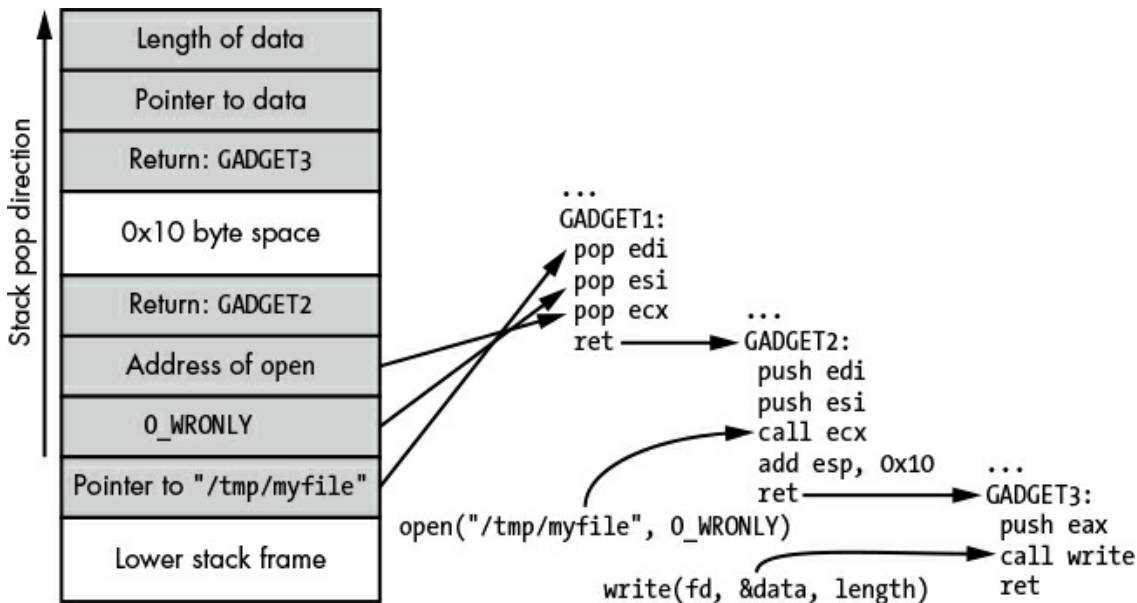 Stack pop direction
Length of data
Pointer to data
Return: GADGET3
0x10 byte space
Return: GADGET2
Address of open
O_WRONLY
Pointer to "/tmp/myfile"
Lower stack frame
...
GADGET1:
pop edi
pop esi
pop ecx
ret
...
GADGET2:
push edi
push esi
call ecx
add esp, 0x10
ret
open("/tmp/myfile", O_WRONLY)
...
GADGET3:
push eax
call write
ret
write(fd, &data, length)